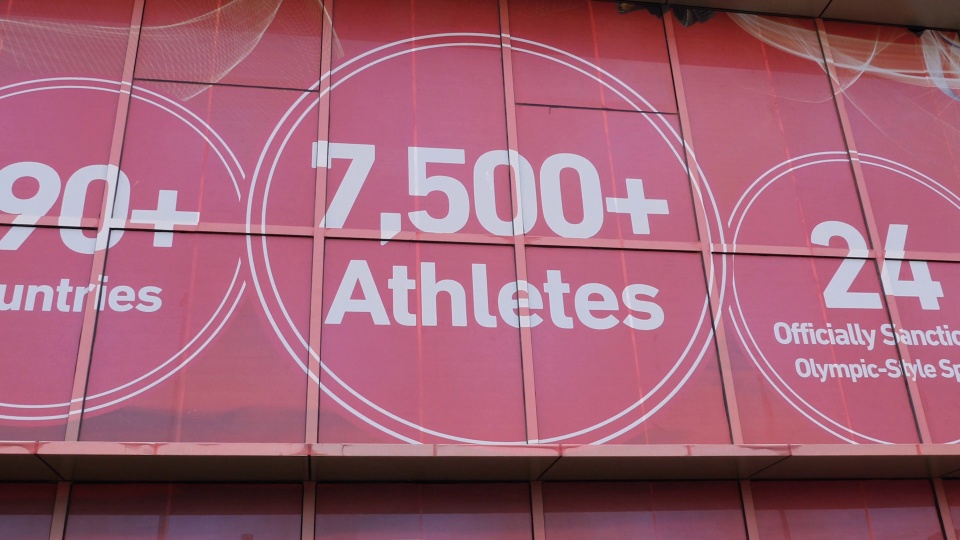 90+
untries
7,500+
Athletes
24
Officially Sanctio
Olympic-Style Sp